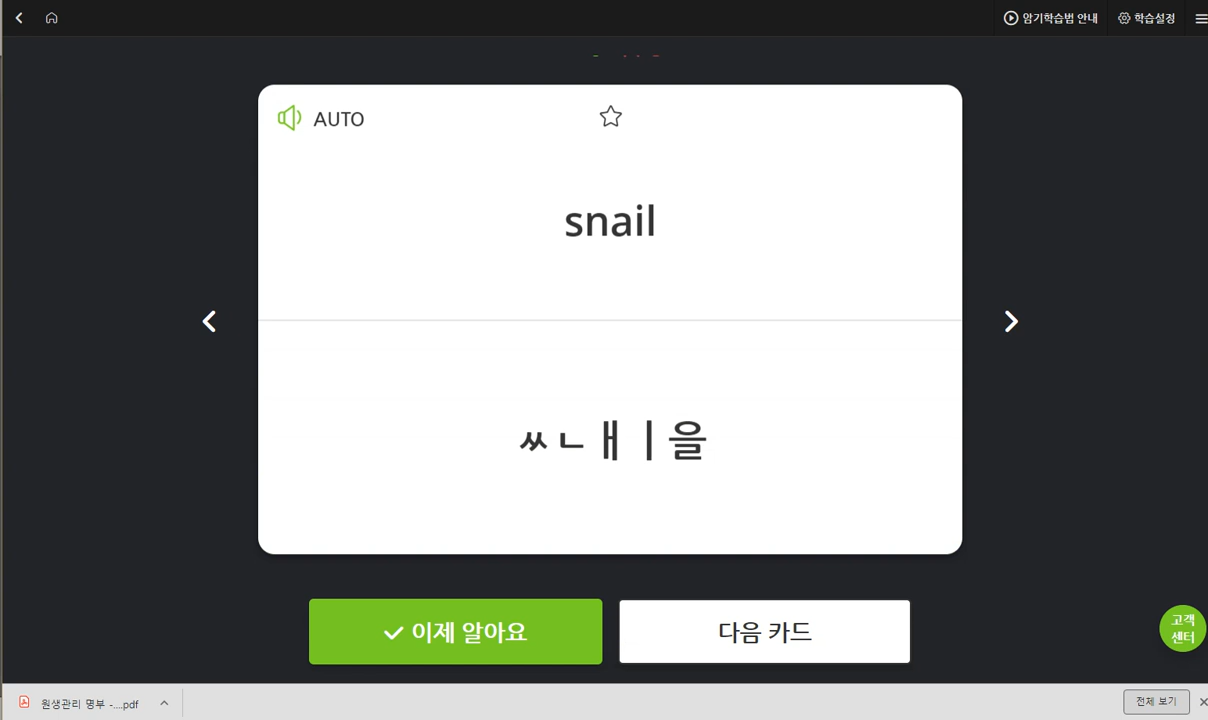 암기학습법 안내
학습설정
AUTO
snail
ㅆㄴㅐㅣ을
이제 알아요
다음 카드
고객
센터
원생관리 명부 -....pdf
전체 보기